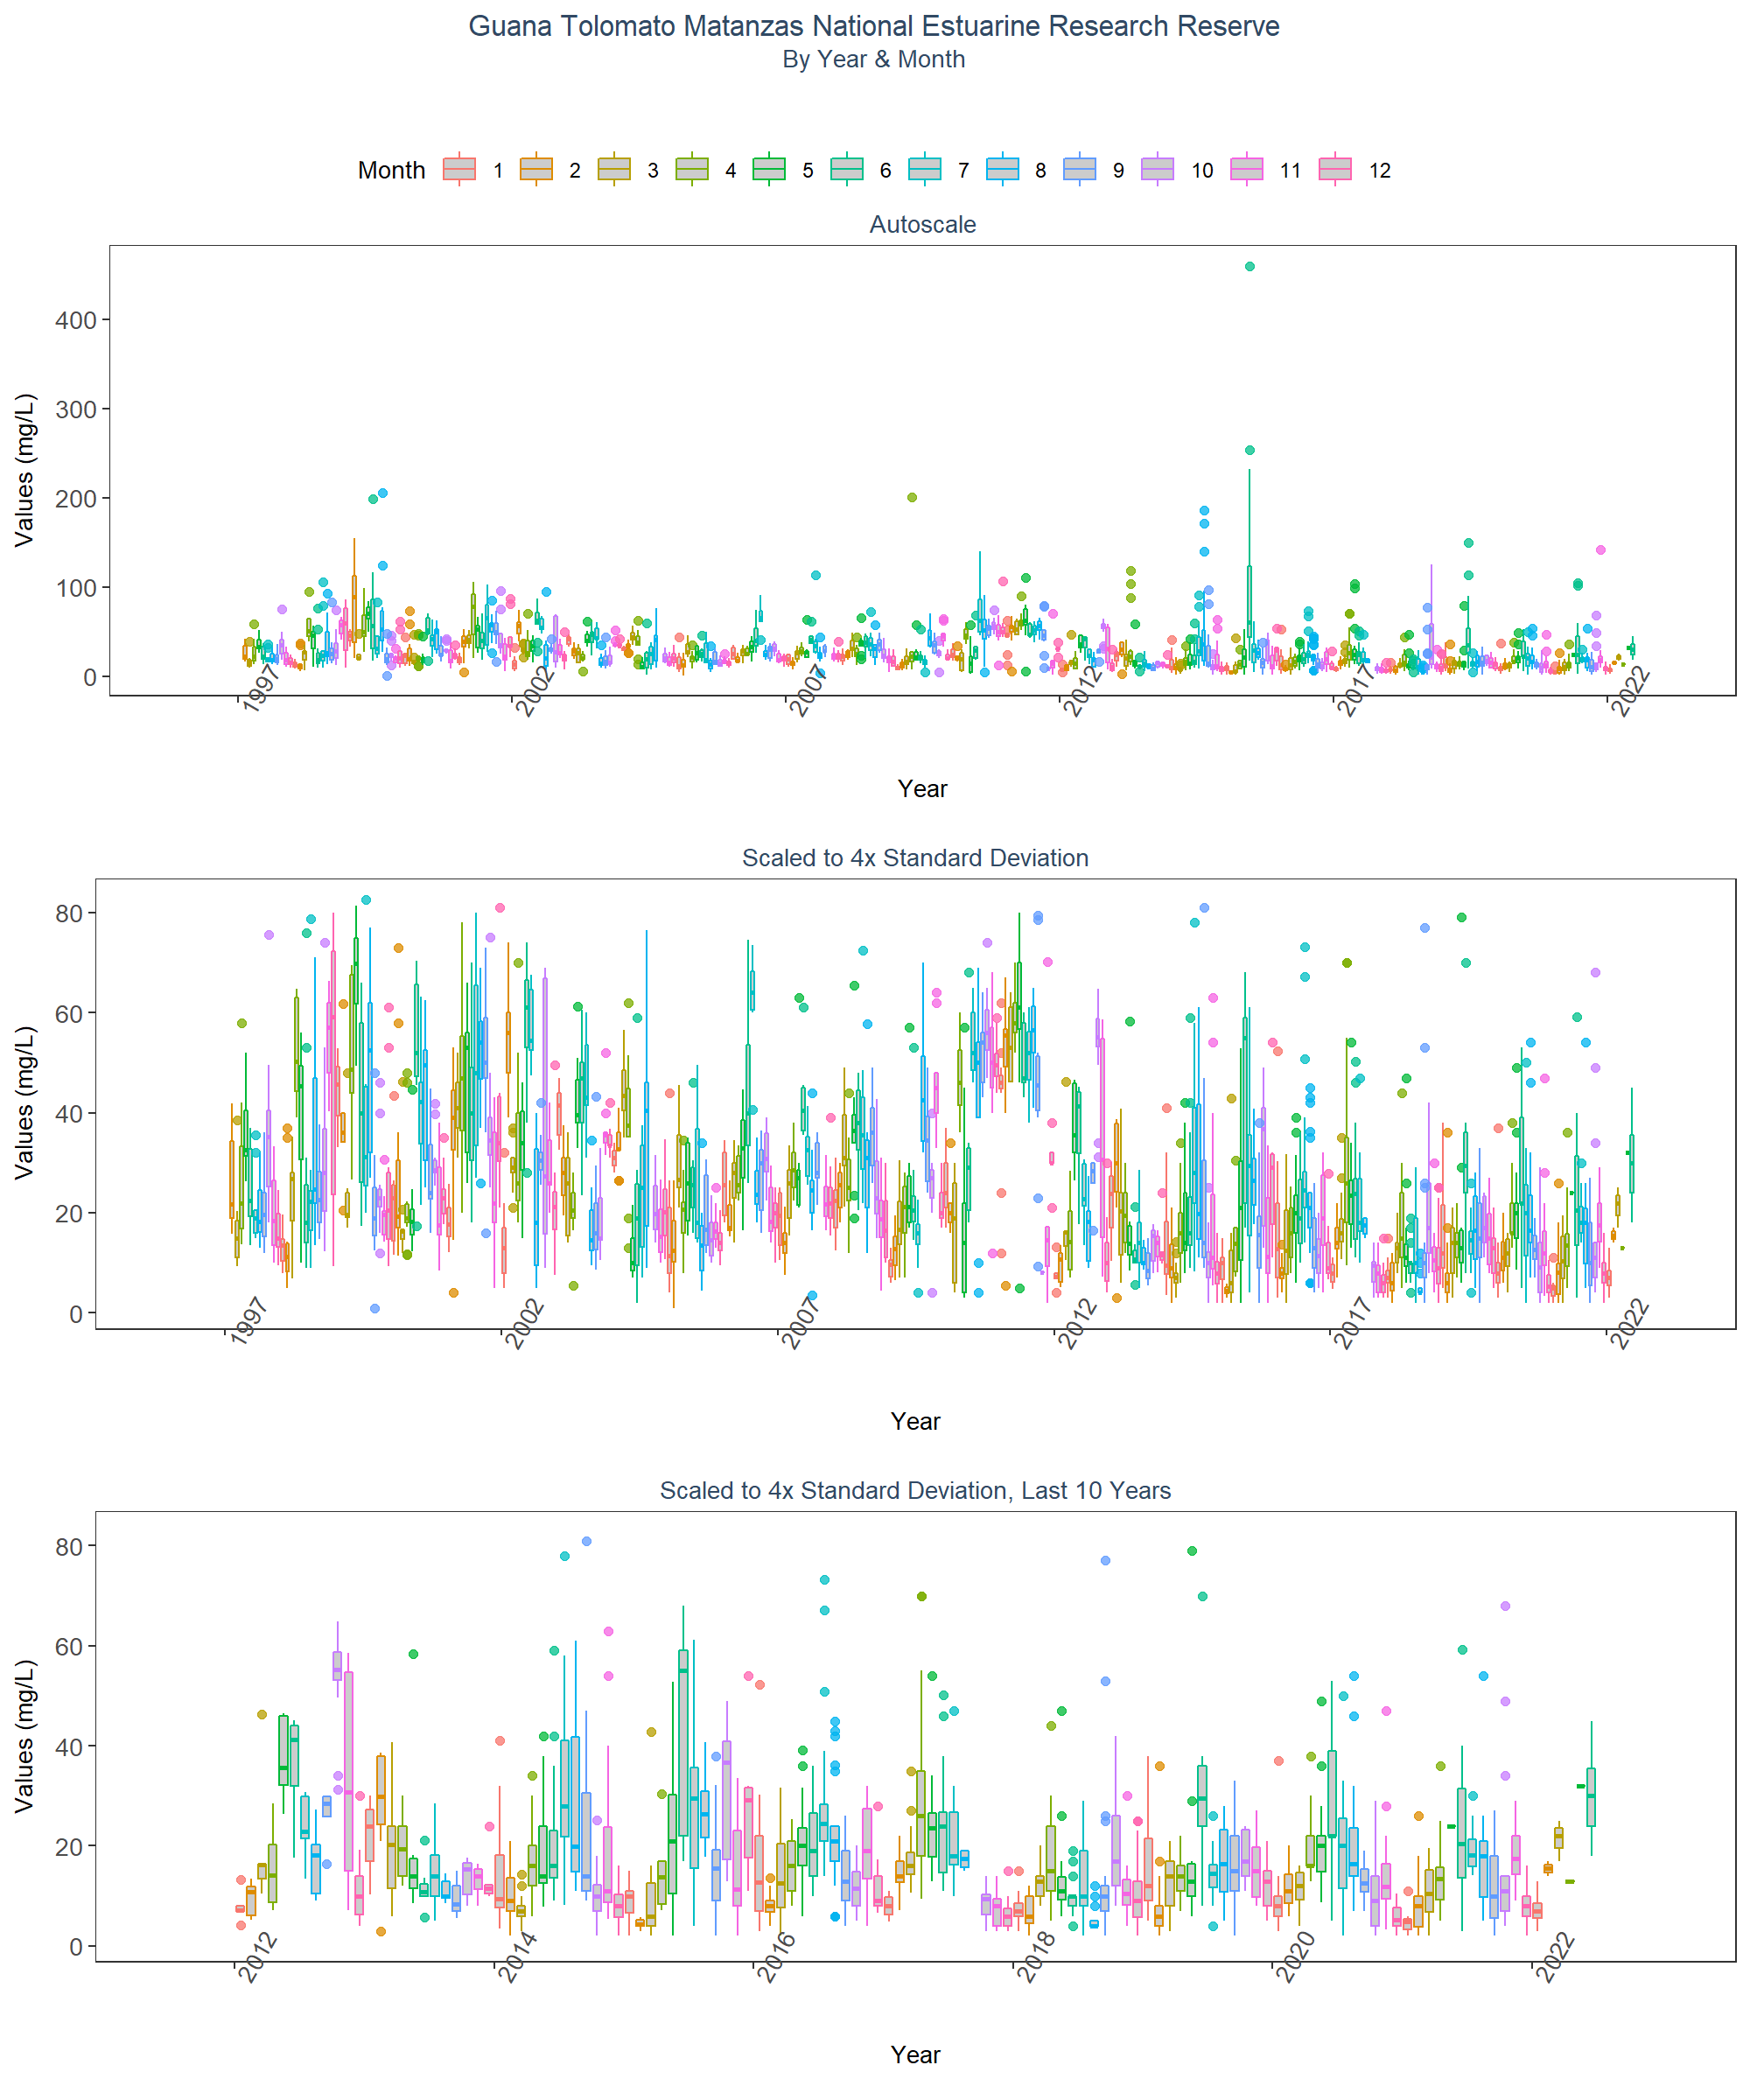 Guana Tolomato Matanzas National Estuarine Research Reserve
By Year & Month
Month 1 2 3 4 5 6 7 8 9 10 11 12
Autoscale
Values (mg/L)
400
300
200
100
0
1997 2002 2007 2012 2017 2022
Year
Scaled to 4x Standard Deviation
Values (mg/L)
80
60
40
20
0
1997 2002 2007 2012 2017 2022
Year
Scaled to 4x Standard Deviation, Last 10 Years
Values (mg/L)
80
60
40
20
0
2012 2014 2016 2018 2020 2022
Year